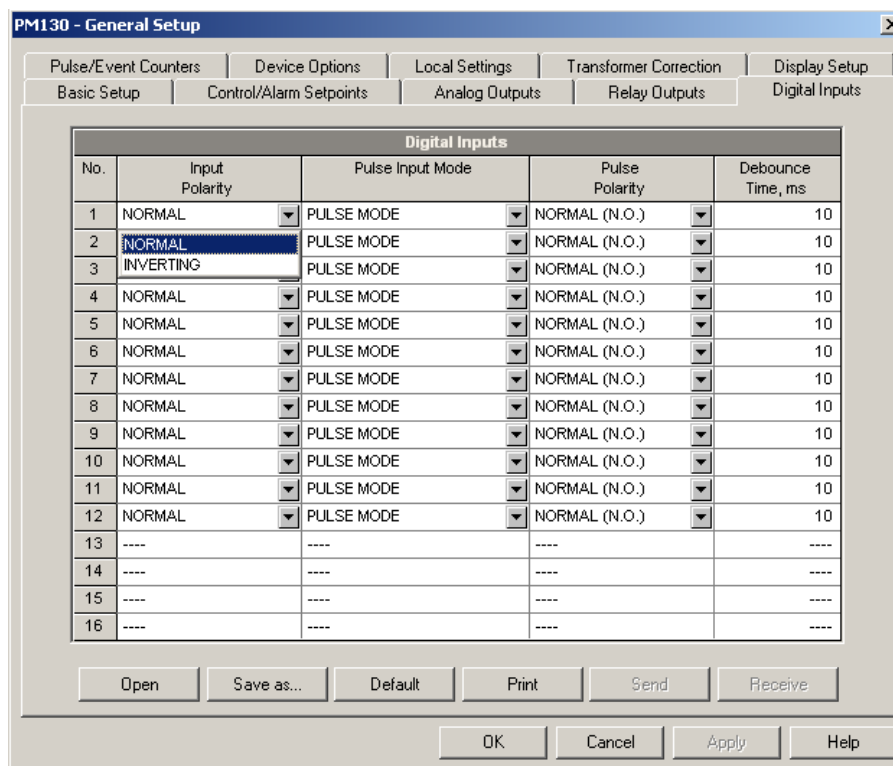 PM130 - General Setup
Pulse/Event Counters Device Options Local Settings Transformer Correction Display Setup
Basic Setup Control/Alarm Setpoints Analog Outputs Relay Outputs Digital Inputs
Digital Inputs
No. Input Polarity Pulse Input Mode Pulse Polarity Debounce Time, ms
1 NORMAL PULSE MODE NORMAL (N.O.) 10
2 NORMAL PULSE MODE NORMAL (N.O.) 10
3 INVERTING PULSE MODE NORMAL (N.O.) 10
4 NORMAL PULSE MODE NORMAL (N.O.) 10
5 NORMAL PULSE MODE NORMAL (N.O.) 10
6 NORMAL PULSE MODE NORMAL (N.O.) 10
7 NORMAL PULSE MODE NORMAL (N.O.) 10
8 NORMAL PULSE MODE NORMAL (N.O.) 10
9 NORMAL PULSE MODE NORMAL (N.O.) 10
10 NORMAL PULSE MODE NORMAL (N.O.) 10
11 NORMAL PULSE MODE NORMAL (N.O.) 10
12 NORMAL PULSE MODE NORMAL (N.O.) 10
13 ---- ---- ---- ----
14 ---- ---- ---- ----
15 ---- ---- ---- ----
16 ---- ---- ---- ----
Open Save as... Default Print Send Receive
OK Cancel Apply Help